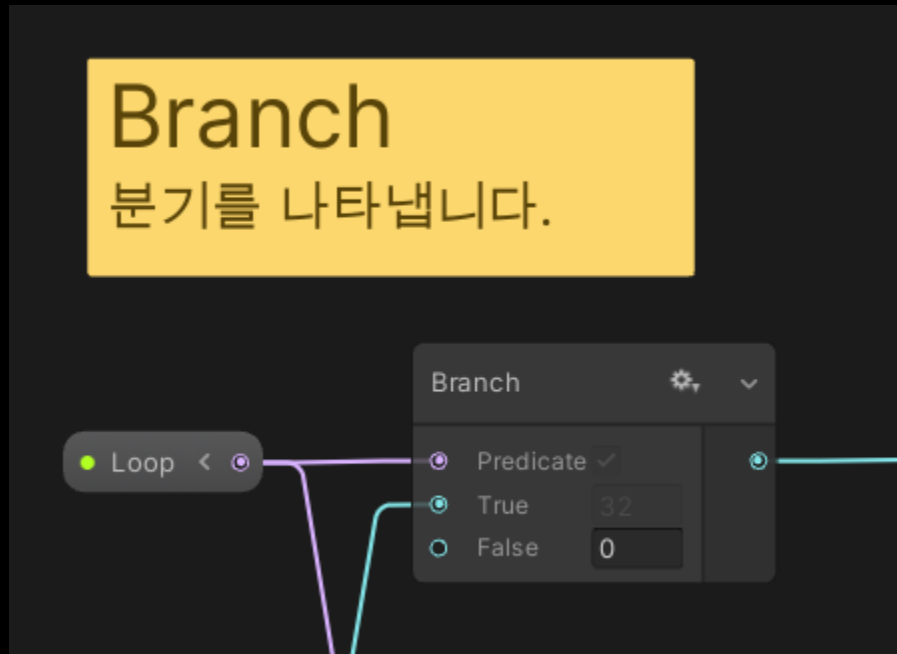 Branch
분기를 나타냅니다.
Branch
Loop
Predicate
True 32
False 0